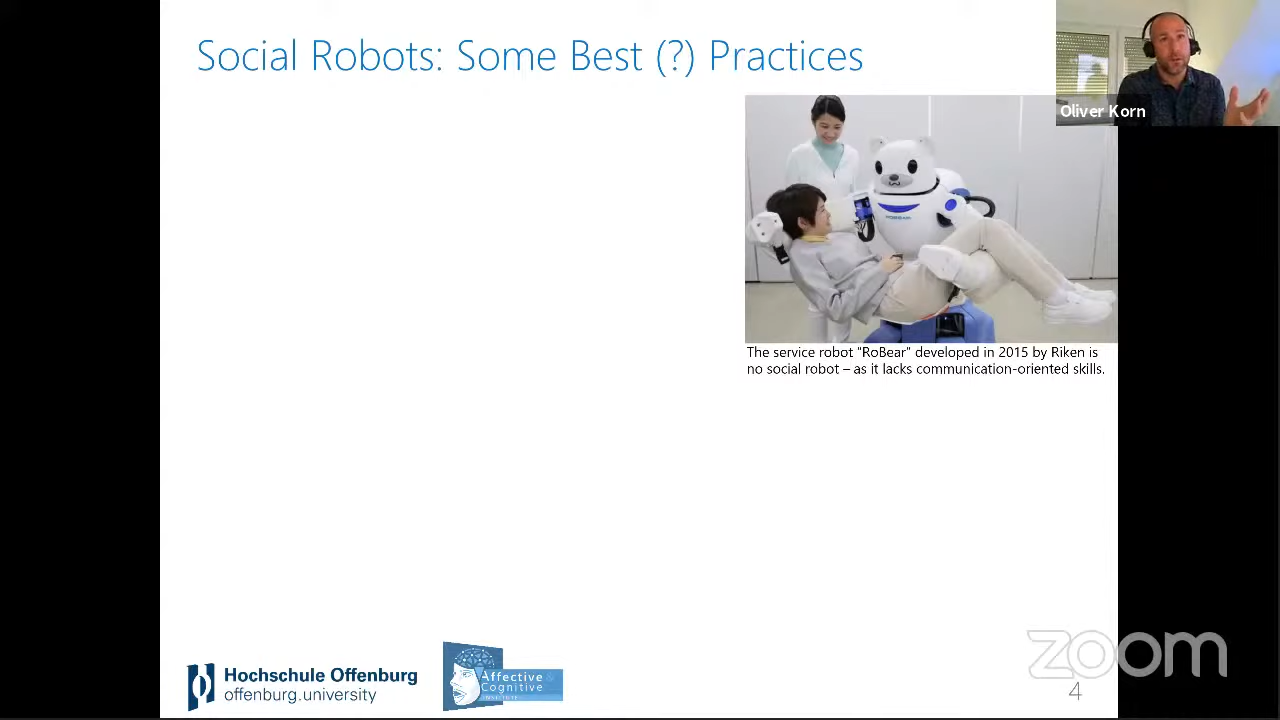 Social Robots: Some Best (?) Practices
Oliver Korn
The service robot "RoBear" developed in 2015 by Riken is
no social robot – as it lacks communication-oriented skills.
Hochschule Offenburg
offenburg.university
Affective &
Cognitive
INSTITUTE
zoom
4